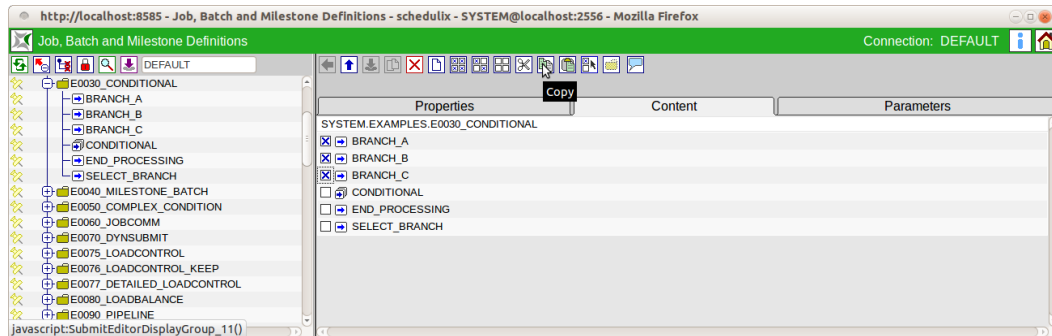 http://localhost:8585 - Job, Batch and Milestone Definitions - schedulix - SYSTEM@localhost:2556 - Mozilla Firefox
Job, Batch and Milestone Definitions
Connection: DEFAULT
DEFAULT
E0030_CONDITIONAL
BRANCH_A
BRANCH_B
BRANCH_C
CONDITIONAL
END_PROCESSING
SELECT_BRANCH
E0040_MILESTONE_BATCH
E0050_COMPLEX_CONDITION
E0060_JOBCOMM
E0070_DYNSUBMIT
E0075_LOADCONTROL
E0076_LOADCONTROL_KEEP
E0077_DETAILED_LOADCONTROL
E0080_LOADBALANCE
E0090_PIPELINE
javascript:SubmitEditorDisplayGroup_11()
Copy
Properties
Content
Parameters
SYSTEM.EXAMPLES.E0030_CONDITIONAL
BRANCH_A
BRANCH_B
BRANCH_C
CONDITIONAL
END_PROCESSING
SELECT_BRANCH